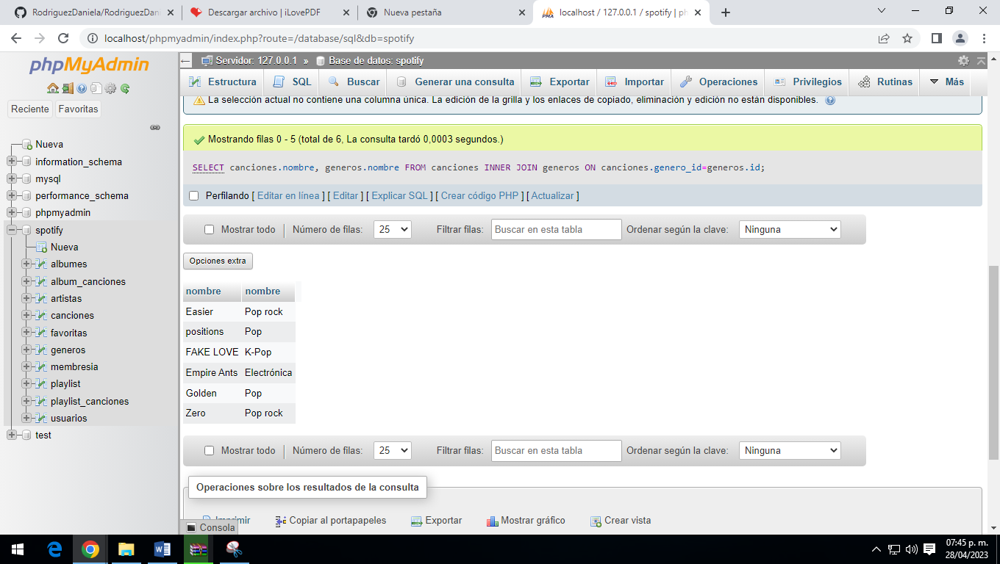 RodriguezDaniela/RodriguezDani
Descargar archivo | iLovePDF
Nueva pestaña
localhost / 127.0.0.1 / spotify | ph
localhost/phpmyadmin/index.php?route=/database/sql&db=spotify
phpMyAdmin
Reciente Favoritas
Nueva
information_schema
mysql
performance_schema
phpmyadmin
spotify
Nueva
albumes
album_canciones
artistas
canciones
favoritas
generos
membresia
playlist
playlist_canciones
usuarios
test
Servidor: 127.0.0.1 » Base de datos: spotify
Estructura SQL Buscar Generar una consulta Exportar Importar Operaciones Privilegios Rutinas Más
La selección actual no contiene una columna única. La edición de la grilla y los enlaces de copiado, eliminación y edición no están disponibles.
Mostrando filas 0 - 5 (total de 6, La consulta tardó 0,0003 segundos.)
SELECT canciones.nombre, generos.nombre FROM canciones INNER JOIN generos ON canciones.genero_id=generos.id;
Perfilando [ Editar en línea ] [ Editar ] [ Explicar SQL ] [ Crear código PHP ] [ Actualizar ]
Mostrar todo | Número de filas: 25 Filtrar filas: Buscar en esta tabla Ordenar según la clave: Ninguna
Opciones extra
nombre nombre
Easier Pop rock
positions Pop
FAKE LOVE K-Pop
Empire Ants Electrónica
Golden Pop
Zero Pop rock
Mostrar todo | Número de filas: 25 Filtrar filas: Buscar en esta tabla Ordenar según la clave: Ninguna
Operaciones sobre los resultados de la consulta
Imprimir Copiar al portapapeles Exportar Mostrar gráfico Crear vista
Consola
07:45 p. m.
28/04/2023